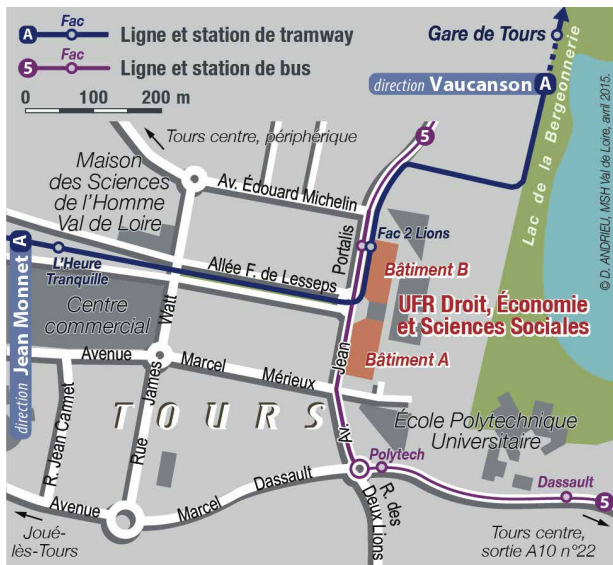 A Fac Ligne et station de tramway
5 Fac Ligne et station de bus
0 100 200 m
Gare de Tours
direction Vaucanson A
Lac de la Bergeonnerie
© D. ANDRIEU, MSH Val de Loire, avril 2015.
Tours centre, périphérique
5
Maison
des Sciences
de l'Homme
Val de Loire
Av. Édouard Michelin
Portalis
Fac 2 Lions
A
direction Jean Monnet
L'Heure
Tranquille
Allée F. de Lesseps
Bâtiment B
UFR Droit, Économie
et Sciences Sociales
Bâtiment A
Centre
commercial
Rue James Watt
Avenue Marcel Mérieux
Av Jean
R. Jean Carmet
TOURS
École Polytechnique
Universitaire
Polytech
Dassault
5
Avenue Marcel Dassault
R. des
Deux Lions
Joué-
lès-Tours
Tours centre,
sortie A10 n°22